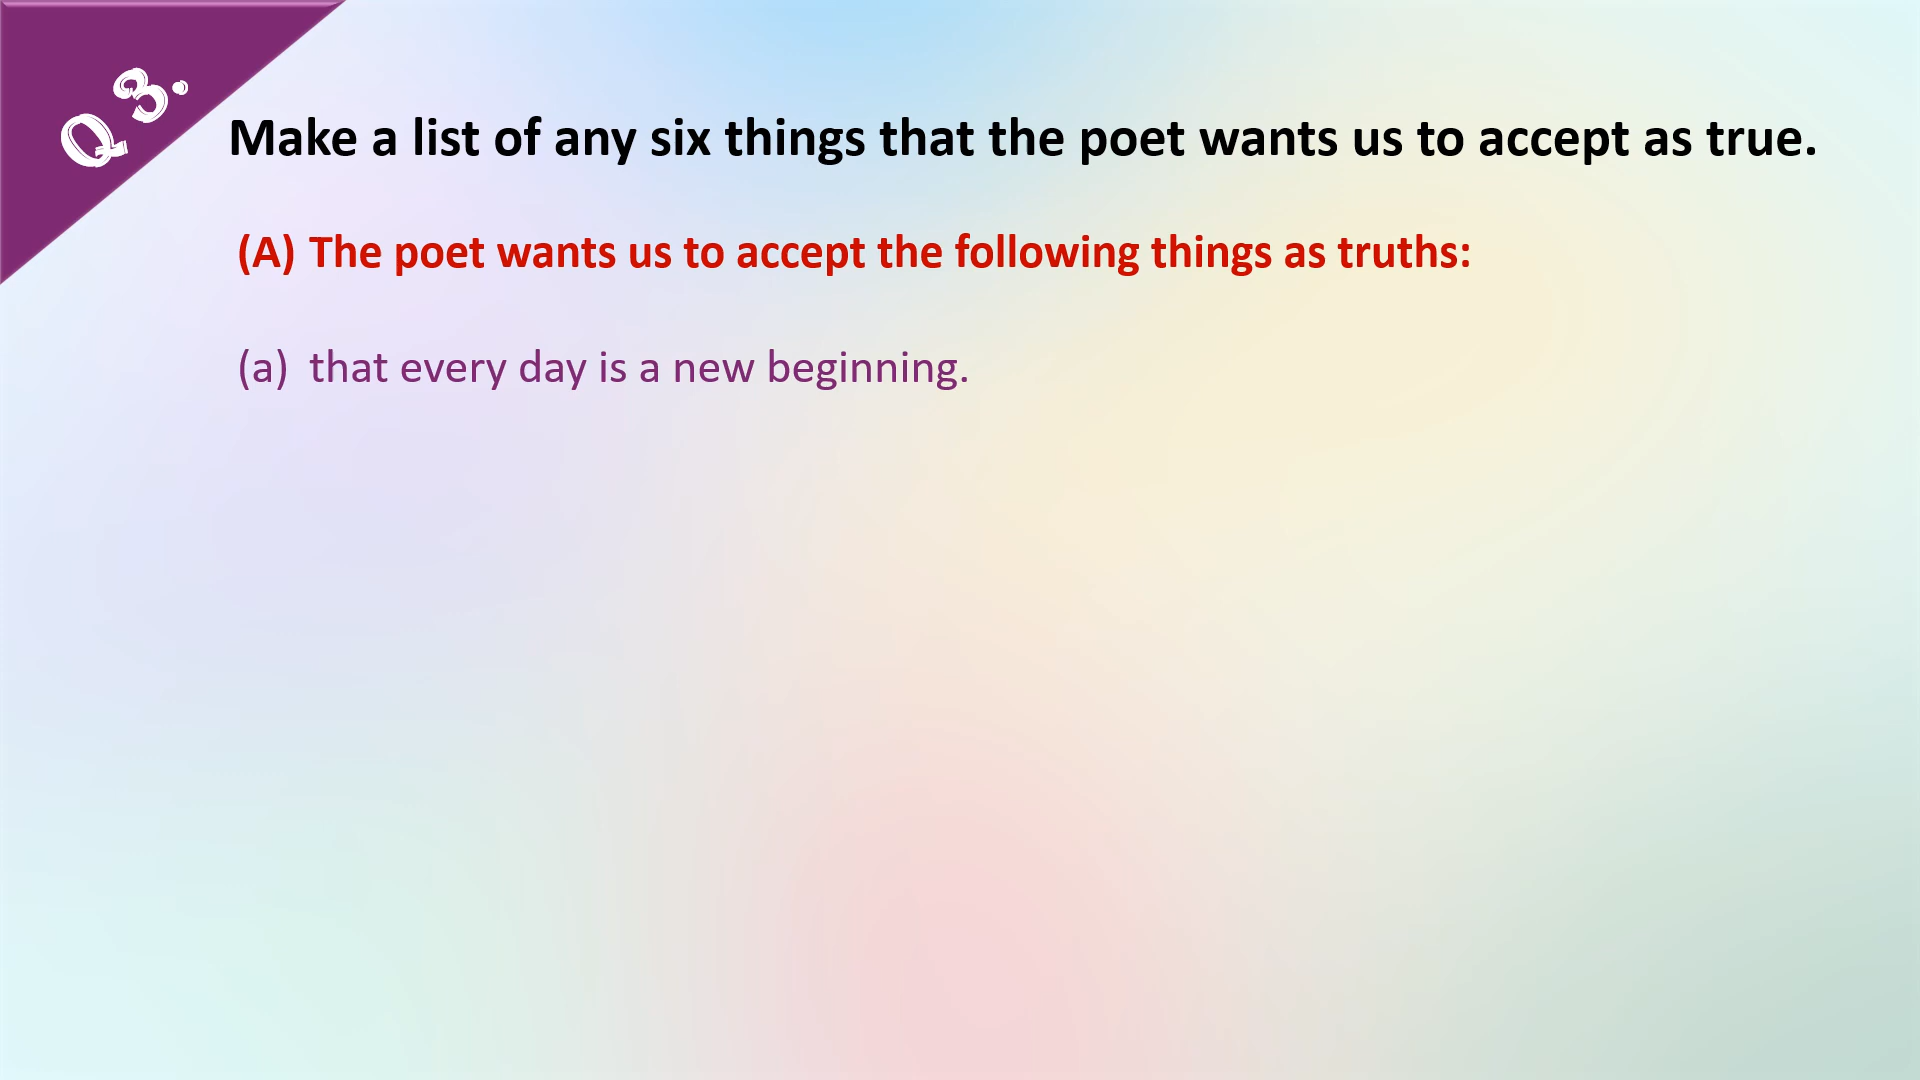 Q 3.
Make a list of any six things that the poet wants us to accept as true.
(A) The poet wants us to accept the following things as truths:
(a) that every day is a new beginning.